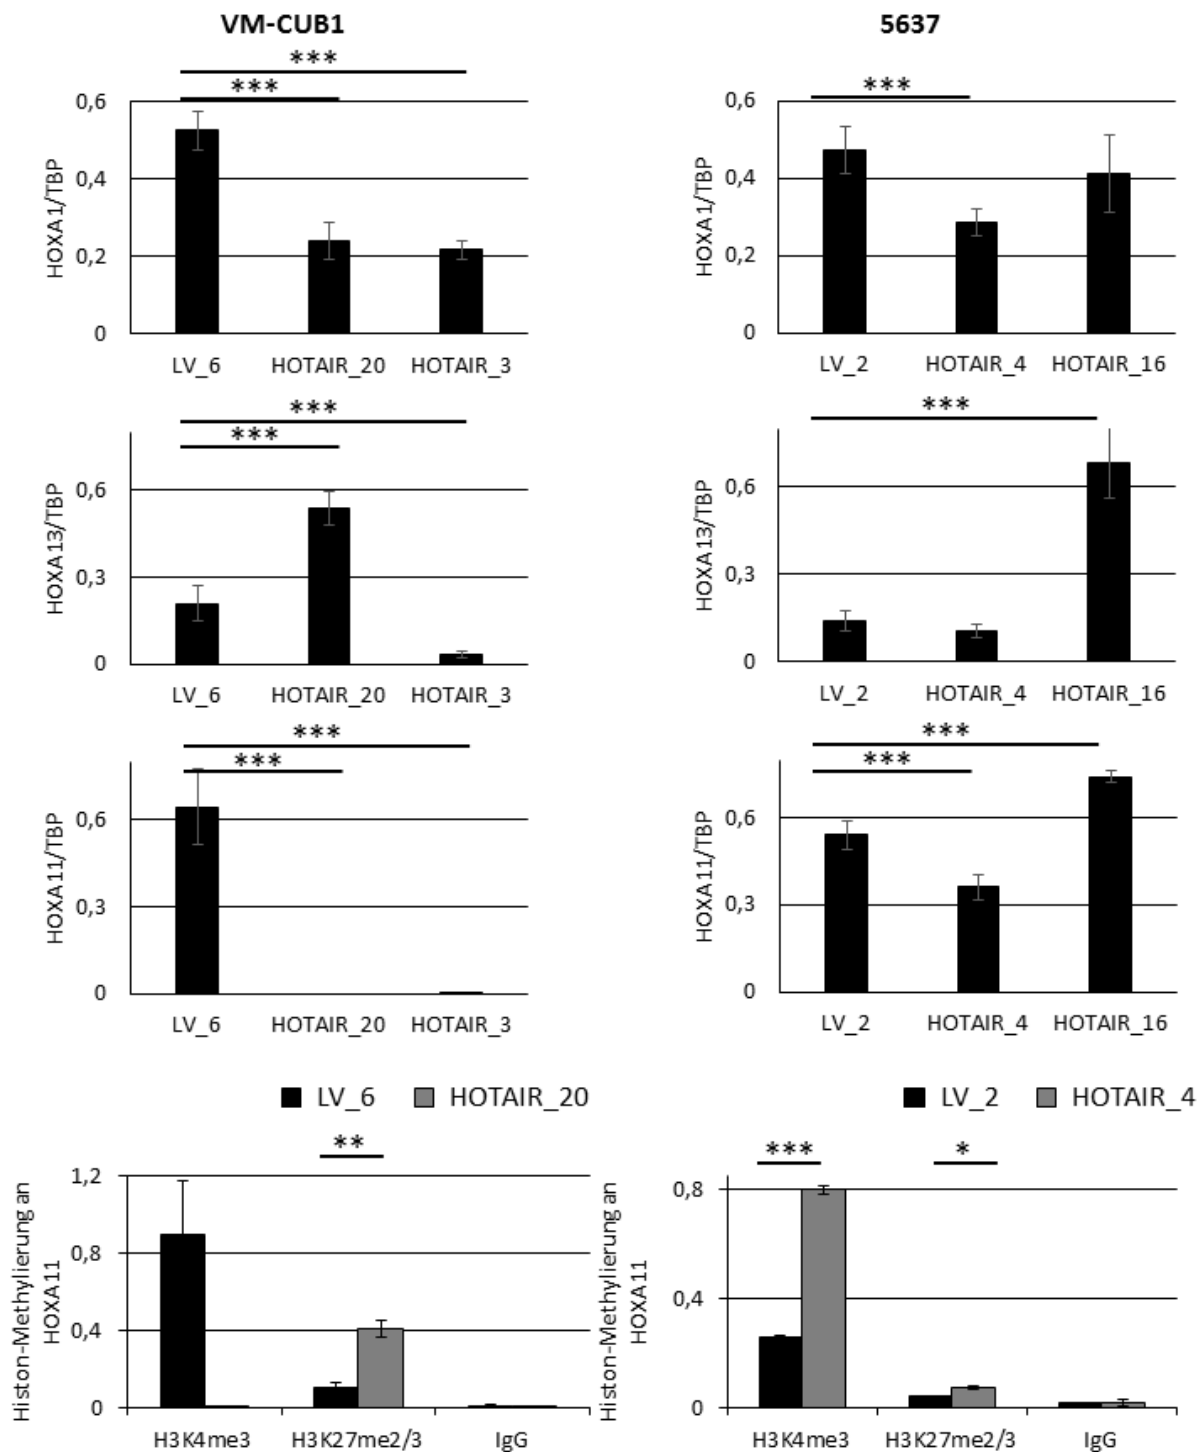 VM-CUB1
***
***
0,6
0,4
0,2
0
HOXA1/TBP
LV_6 HOTAIR_20 HOTAIR_3
5637
***
0,6
0,4
0,2
0
HOXA1/TBP
LV_2 HOTAIR_4 HOTAIR_16
***
***
0,6
0,3
0
HOXA13/TBP
LV_6 HOTAIR_20 HOTAIR_3
***
0,6
0,3
0
HOXA13/TBP
LV_2 HOTAIR_4 HOTAIR_16
***
***
0,6
0,3
0
HOXA11/TBP
LV_6 HOTAIR_20 HOTAIR_3
***
***
0,6
0,3
0
HOXA11/TBP
LV_2 HOTAIR_4 HOTAIR_16
LV_6 HOTAIR_20
**
1,2
0,8
0,4
0
Histon-Methylierung an
HOXA11
H3K4me3 H3K27me2/3 IgG
LV_2 HOTAIR_4
*** *
0,8
0,4
0
Histon-Methylierung an
HOXA11
H3K4me3 H3K27me2/3 IgG